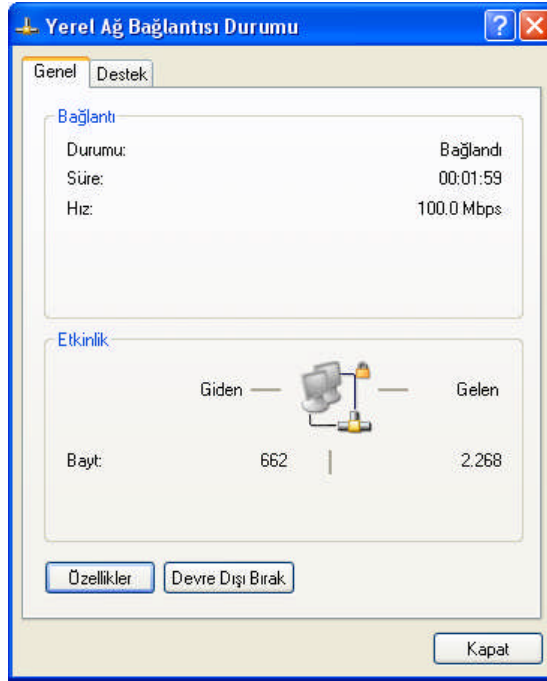 Yerel Ağ Bağlantısı Durumu
Genel Destek
Bağlantı
Durumu: Bağlandı
Süre: 00:01:59
Hız: 100.0 Mbps
Etkinlik
Giden Gelen
Bayt: 662 2.268
Özellikler Devre Dışı Bırak
Kapat